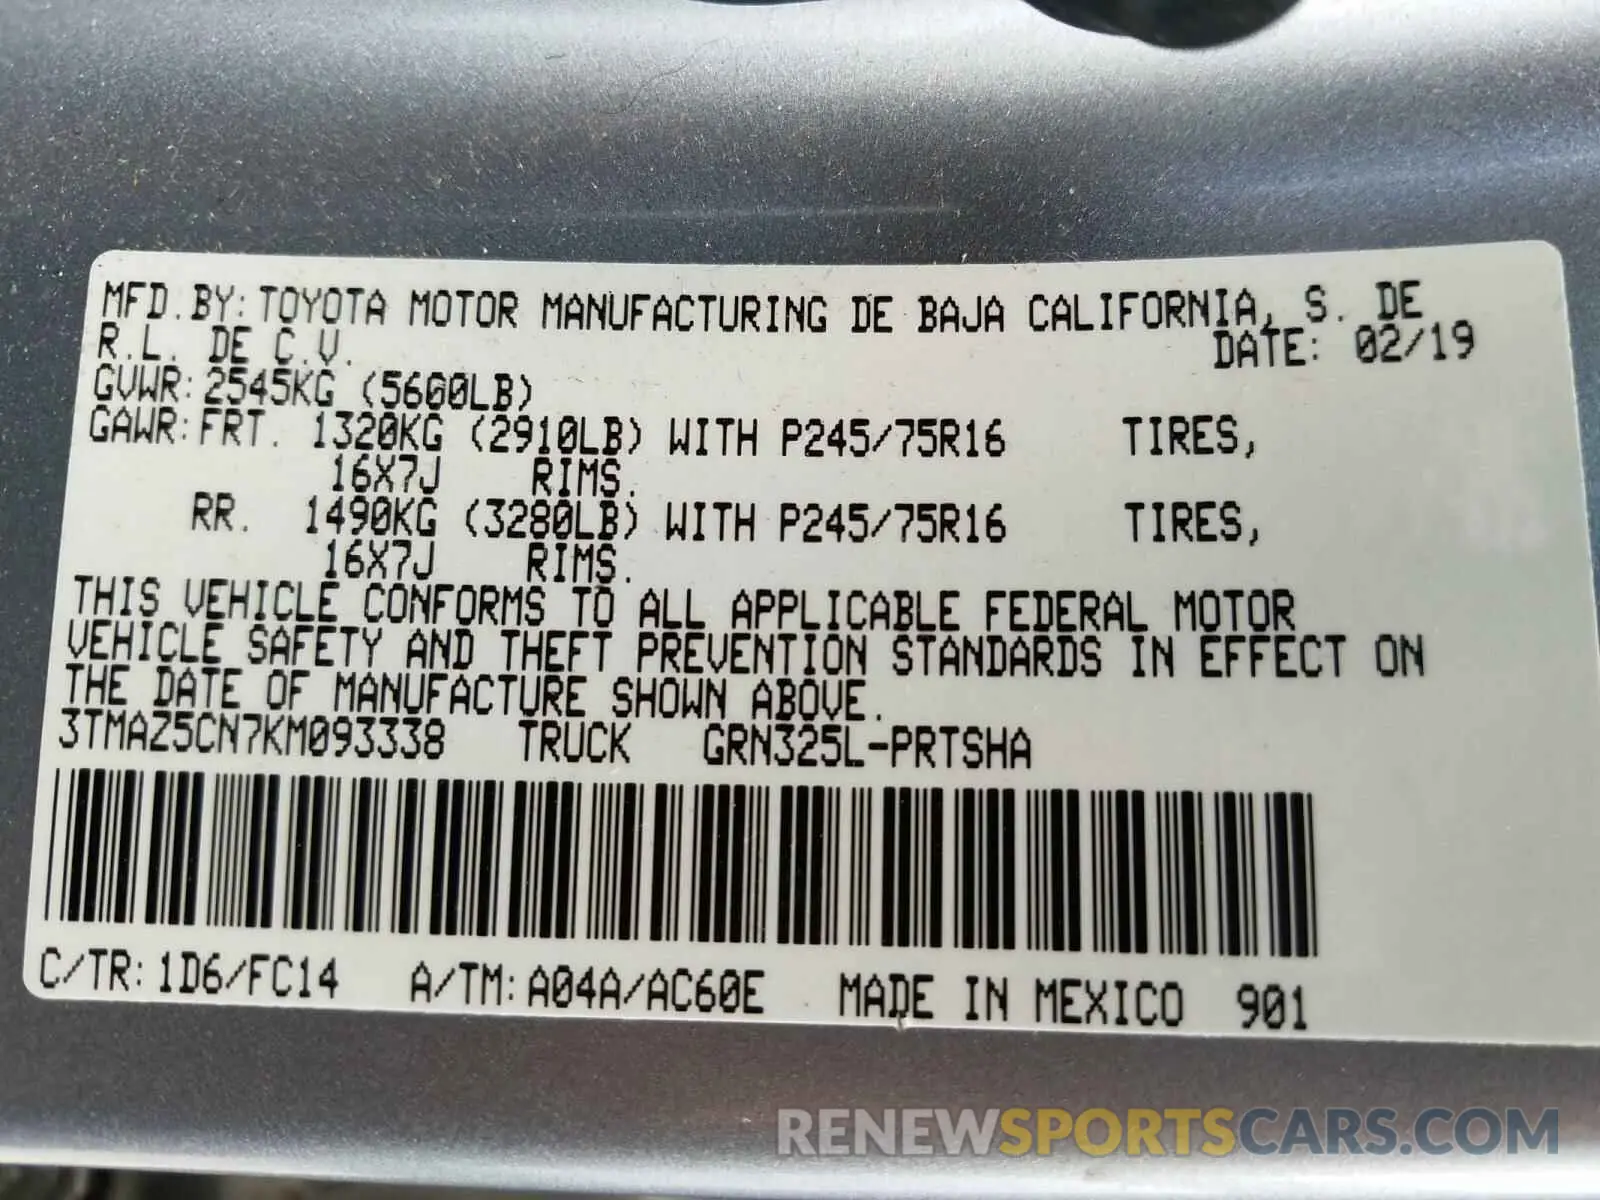 MFD.BY: TOYOTA MOTOR MANUFACTURING DE BAJA CALIFORNIA, S. DE
R.L. DE C.V. DATE: 02/19
GVWR: 2545KG (5600LB)
GAWR: FRT. 1320KG (2910LB) WITH P245/75R16 TIRES,
16X7J RIMS.
RR. 1490KG (3280LB) WITH P245/75R16 TIRES,
16X7J RIMS.
THIS VEHICLE CONFORMS TO ALL APPLICABLE FEDERAL MOTOR
VEHICLE SAFETY AND THEFT PREVENTION STANDARDS IN EFFECT ON
THE DATE OF MANUFACTURE SHOWN ABOVE.
3TMAZ5CN7KM093338 TRUCK GRN325L-PRTSHA
C/TR: 1D6/FC14 A/TM: A04A/AC60E MADE IN MEXICO 901
RENEWSPORTSCARS.COM